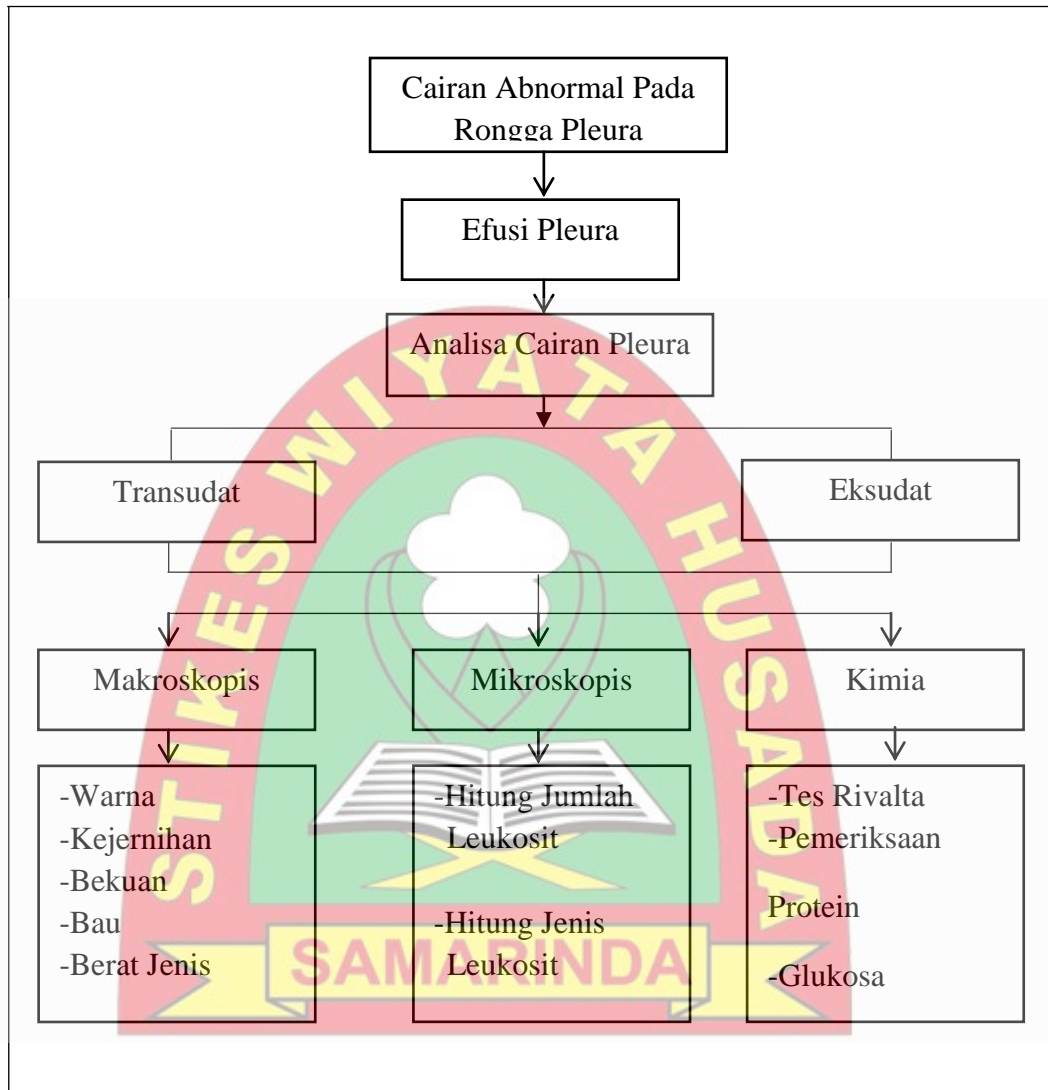 Cairan Abnormal Pada
Rongga Pleura
Efusi Pleura
Analisa Cairan Pleura
Transudat
Eksudat
Makroskopis
Mikroskopis
Kimia
-Warna
-Kejernihan
-Bekuan
-Bau
-Berat Jenis
-Hitung Jumlah
Leukosit
-Hitung Jenis
Leukosit
-Tes Rivalta
-Pemeriksaan
Protein
-Glukosa
STIKES WIYATA HUSADA
SAMARINDA